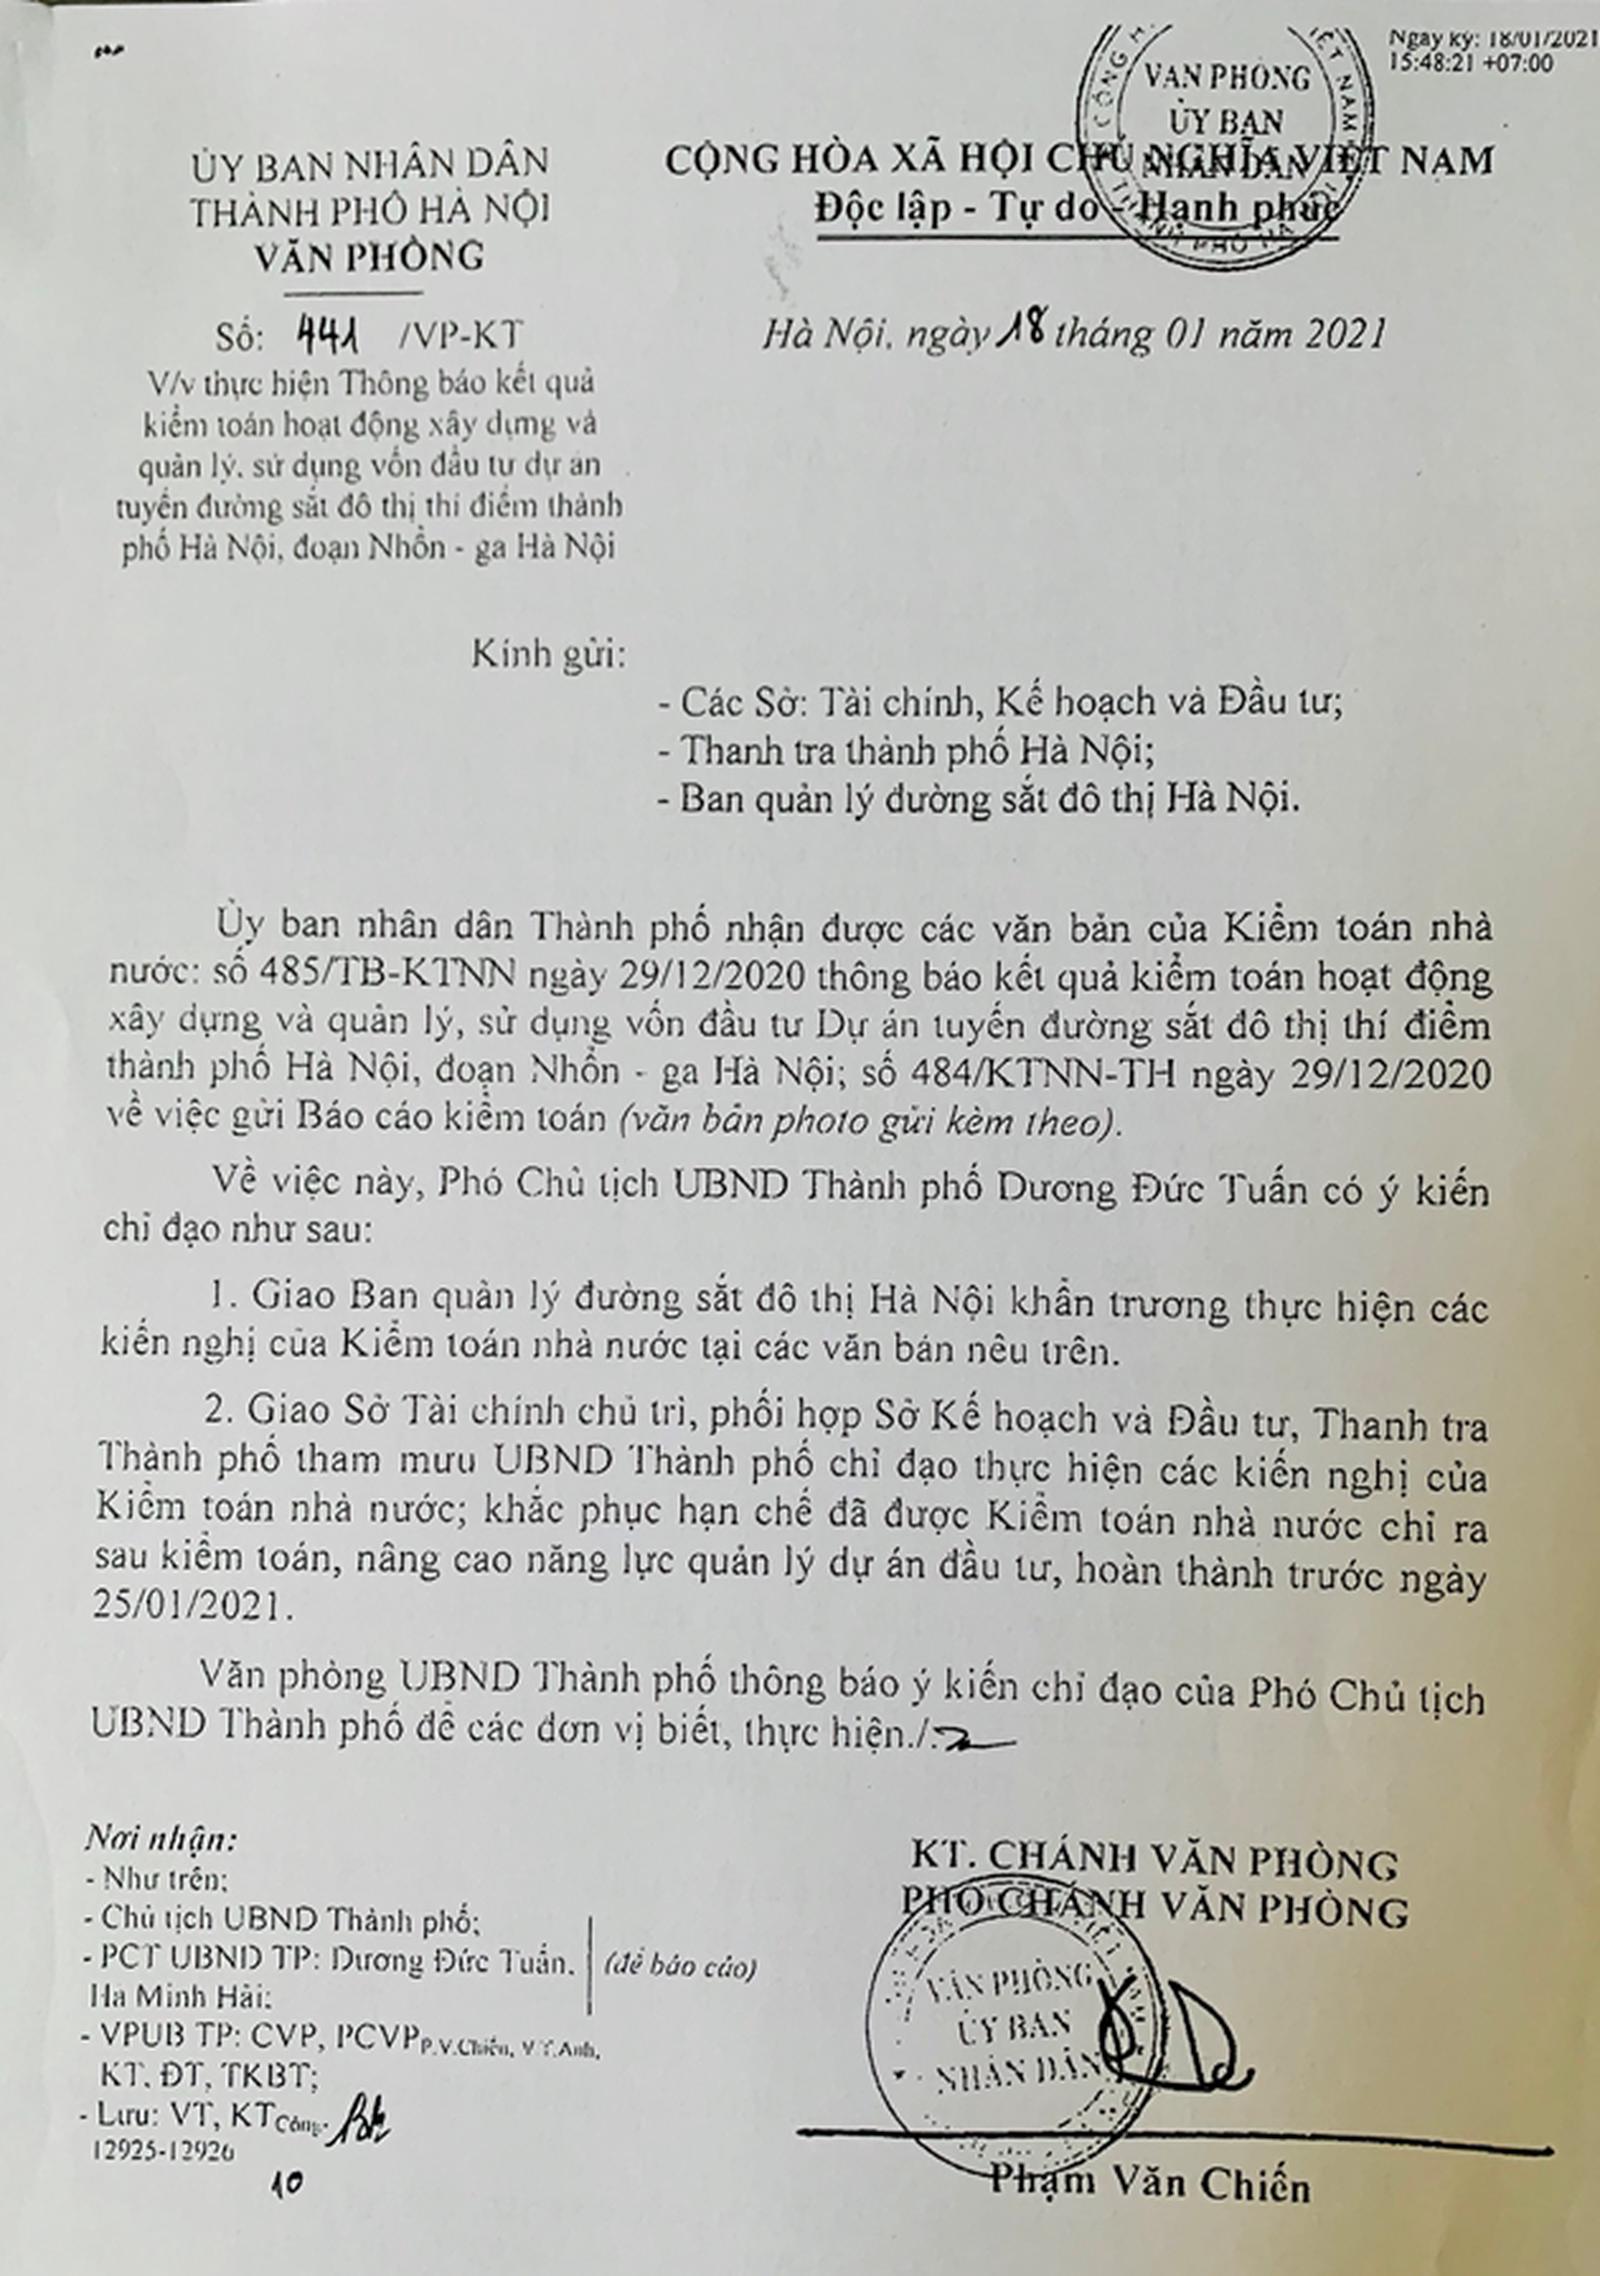 Ngày ký: 18/01/2021
15:48:21 +07:00
VĂN PHÒNG
ỦY BAN
NHÂN DÂN
ỦY BAN NHÂN DÂN
THÀNH PHỐ HÀ NỘI
VĂN PHÒNG
CỘNG HÒA XÃ HỘI CHỦ NGHĨA VIỆT NAM
Độc lập - Tự do - Hạnh phúc
Số: 441 /VP-KT
Hà Nội, ngày 18 tháng 01 năm 2021
V/v thực hiện Thông báo kết quả
kiểm toán hoạt động xây dựng và
quản lý, sử dụng vốn đầu tư dự án
tuyến đường sắt đô thị thí điểm thành
phố Hà Nội, đoạn Nhổn - ga Hà Nội
Kính gửi:
- Các Sở: Tài chính, Kế hoạch và Đầu tư;
- Thanh tra thành phố Hà Nội;
- Ban quản lý đường sắt đô thị Hà Nội.
Ủy ban nhân dân Thành phố nhận được các văn bản của Kiểm toán nhà
nước: số 485/TB-KTNN ngày 29/12/2020 thông báo kết quả kiểm toán hoạt động
xây dựng và quản lý, sử dụng vốn đầu tư Dự án tuyến đường sắt đô thị thí điểm
thành phố Hà Nội, đoạn Nhổn - ga Hà Nội; số 484/KTNN-TH ngày 29/12/2020
về việc gửi Báo cáo kiểm toán (văn bản photo gửi kèm theo).
Về việc này, Phó Chủ tịch UBND Thành phố Dương Đức Tuấn có ý kiến
chỉ đạo như sau:
1. Giao Ban quản lý đường sắt đô thị Hà Nội khẩn trương thực hiện các
kiến nghị của Kiểm toán nhà nước tại các văn bản nêu trên.
2. Giao Sở Tài chính chủ trì, phối hợp Sở Kế hoạch và Đầu tư, Thanh tra
Thành phố tham mưu UBND Thành phố chỉ đạo thực hiện các kiến nghị của
Kiểm toán nhà nước; khắc phục hạn chế đã được Kiểm toán nhà nước chỉ ra
sau kiểm toán, nâng cao năng lực quản lý dự án đầu tư, hoàn thành trước ngày
25/01/2021.
Văn phòng UBND Thành phố thông báo ý kiến chỉ đạo của Phó Chủ tịch
UBND Thành phố để các đơn vị biết, thực hiện./.
Nơi nhận:
- Như trên;
- Chủ tịch UBND Thành phố;
- PCT UBND TP: Dương Đức Tuấn,
Hà Minh Hải;
(để báo cáo)
- VPUB TP: CVP, PCVP P.V.Chiến, V.T.Anh,
KT, ĐT, TKBT;
- Lưu: VT, KT Công.
12925-12926
10
KT. CHÁNH VĂN PHÒNG
PHÓ CHÁNH VĂN PHÒNG
VĂN PHÒNG
ỦY BAN
NHÂN DÂN
Phạm Văn Chiến